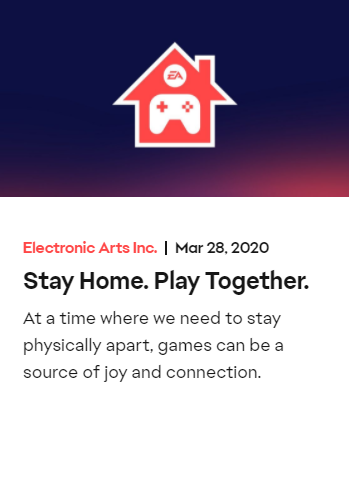 EA
Electronic Arts Inc. | Mar 28, 2020
Stay Home. Play Together.
At a time where we need to stay
physically apart, games can be a
source of joy and connection.